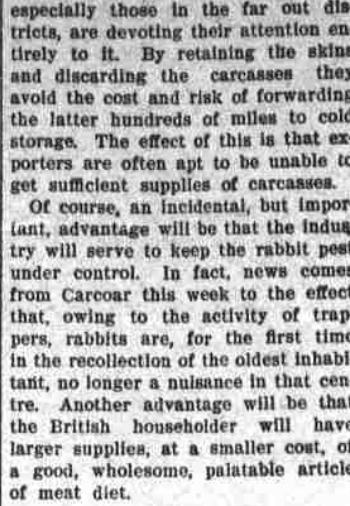 especially those in the far out dis
tricts, are devoting their attention en
tirely to it. By retaining the skins
and discarding the carcasses they
avoid the cost and risk of forwarding
the latter hundreds of miles to cold
storage. The effect of this is that ex
porters are often apt to be unable to
get sufficient supplies of carcasses.
Of course, an incidental, but impor
tant, advantage will be that the indus
try will serve to keep the rabbit pest
under control. In fact, news comes
from Carcoar this week to the effect
that, owing to the activity of trap
pers, rabbits are, for the first time
in the recollection of the oldest inhabi
tant, no longer a nuisance in that cen
tre. Another advantage will be that
the British householder will have
larger supplies, at a smaller cost, of
a good, wholesome, palatable article
of meat diet.